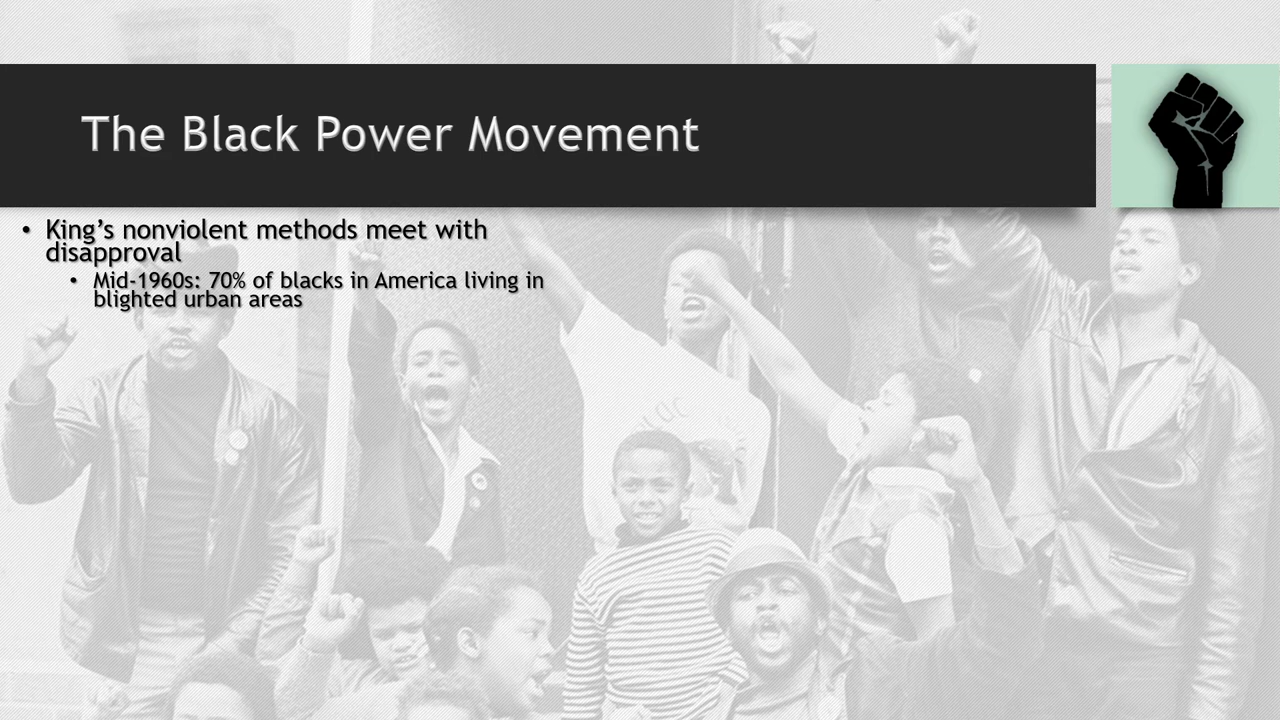 The Black Power Movement
• King’s nonviolent methods meet with
disapproval
• Mid-1960s: 70% of blacks in America living in
blighted urban areas